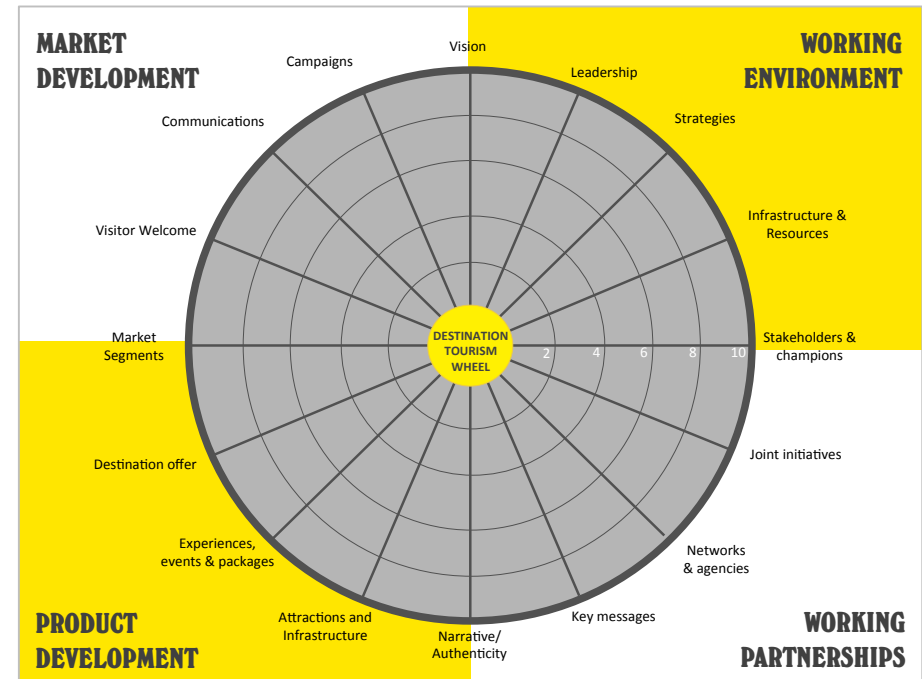 MARKET
DEVELOPMENT
WORKING
ENVIRONMENT
Vision
Leadership
Strategies
Infrastructure &
Resources
Stakeholders &
champions
Joint initiatives
Networks
& agencies
Key messages
Narrative/
Authenticity
Attractions and
Infrastructure
Experiences,
events & packages
Destination offer
Market
Segments
Visitor Welcome
Communications
Campaigns
DESTINATION
TOURISM
WHEEL
2 4 6 8 10
PRODUCT
DEVELOPMENT
WORKING
PARTNERSHIPS